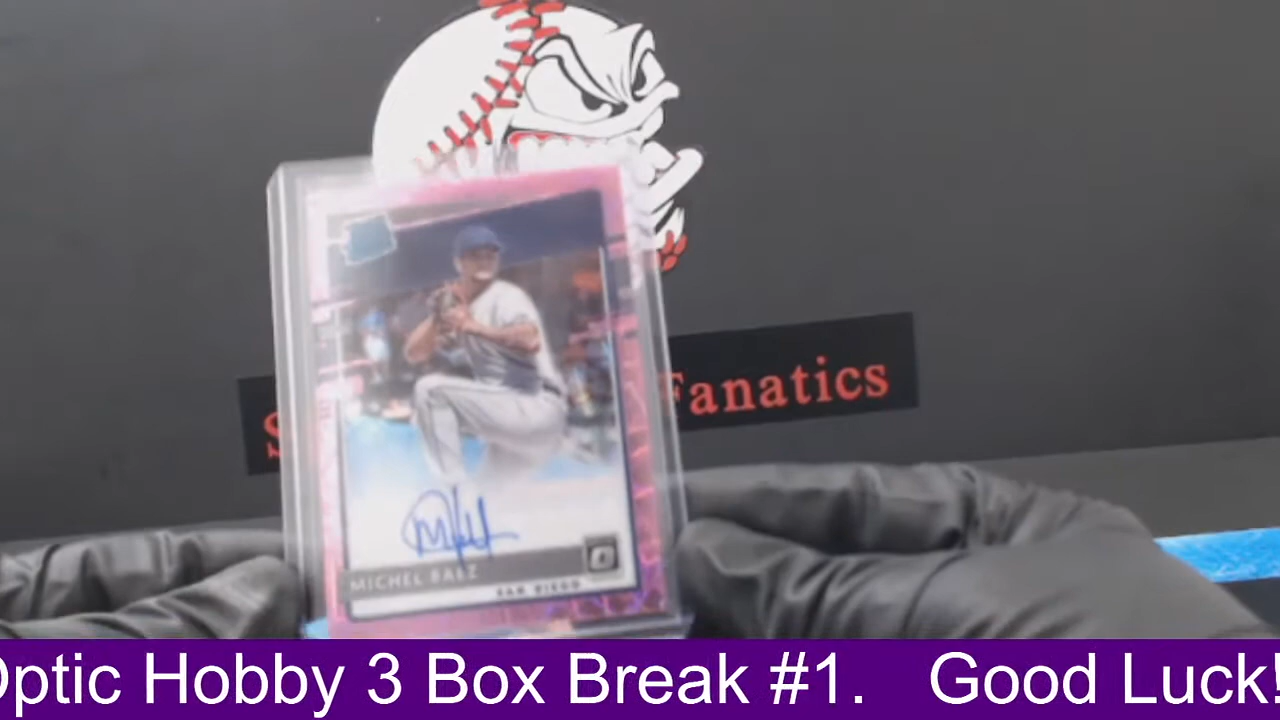 S Fanatics
MICHEL BAEZ
SAN DIEGO
Optic Hobby 3 Box Break #1. Good Luck!